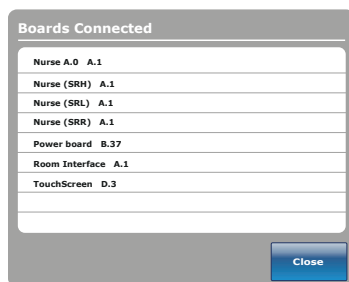 Boards Connected
Nurse A.0 A.1
Nurse (SRH) A.1
Nurse (SRL) A.1
Nurse (SRR) A.1
Power board B.37
Room Interface A.1
TouchScreen D.3
Close